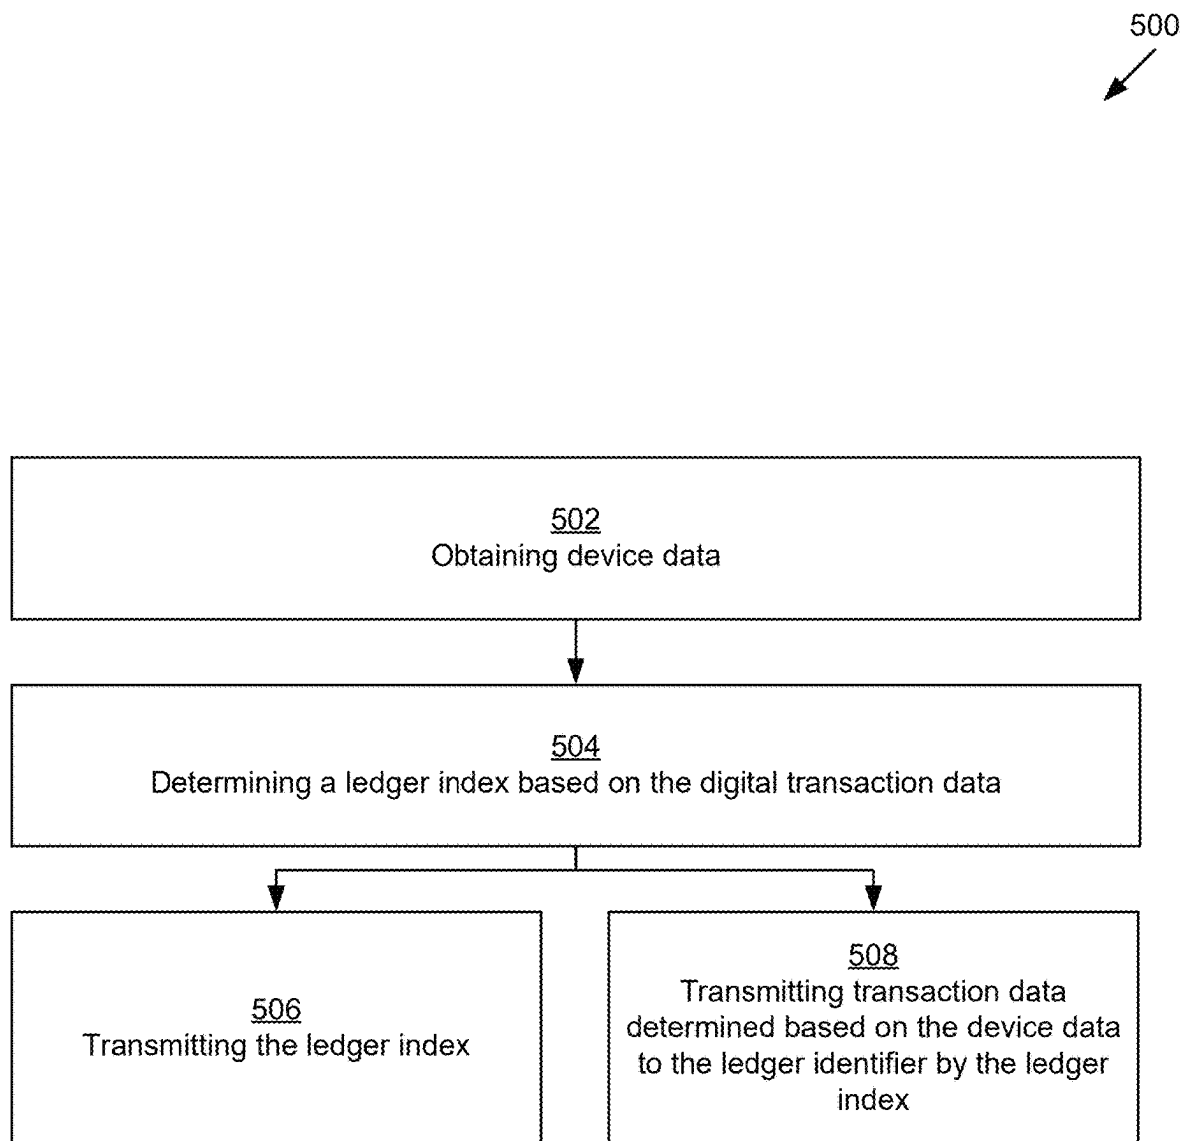 500
502
Obtaining device data
504
Determining a ledger index based on the digital transaction data
506
Transmitting the ledger index
508
Transmitting transaction data
determined based on the device data
to the ledger identifier by the ledger
index